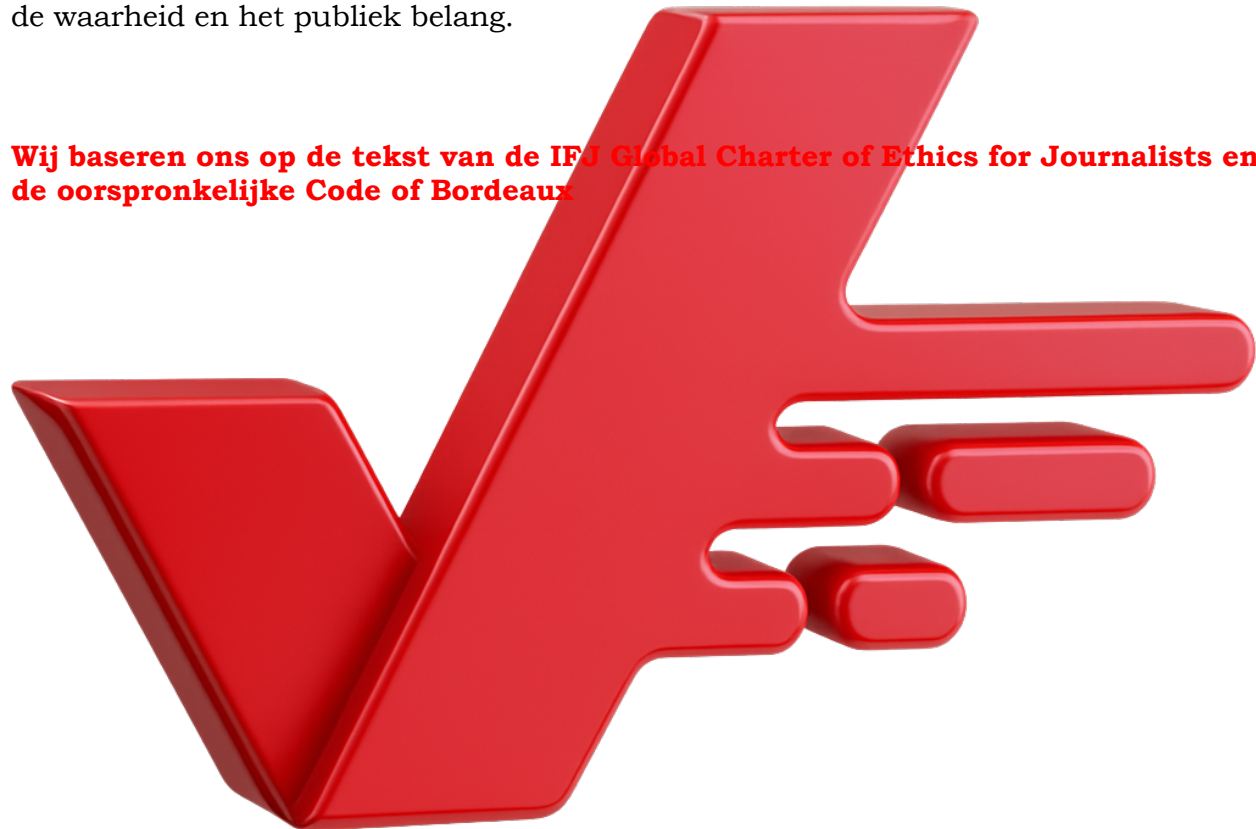 de waarheid en het publiek belang.
Wij baseren ons op de tekst van de IFJ Global Charter of Ethics for Journalists en
de oorspronkelijke Code of Bordeaux